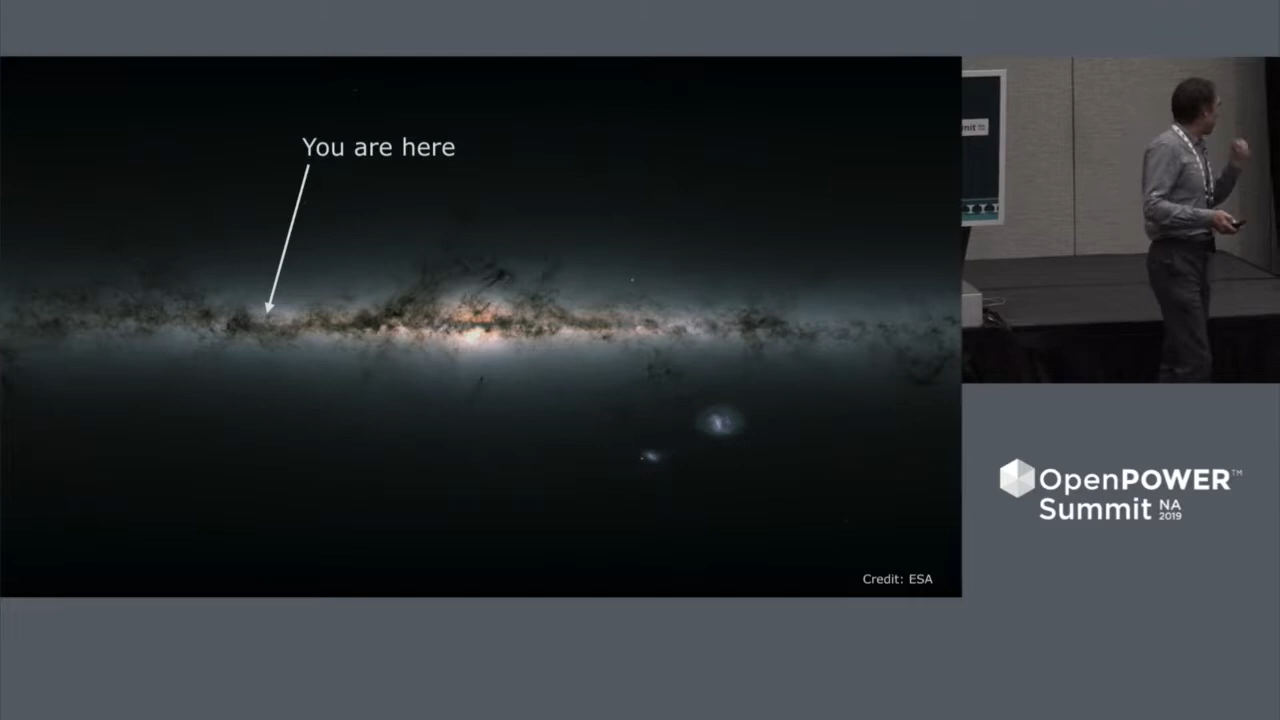 You are here
Credit: ESA
OpenPOWER™
Summit NA
2019